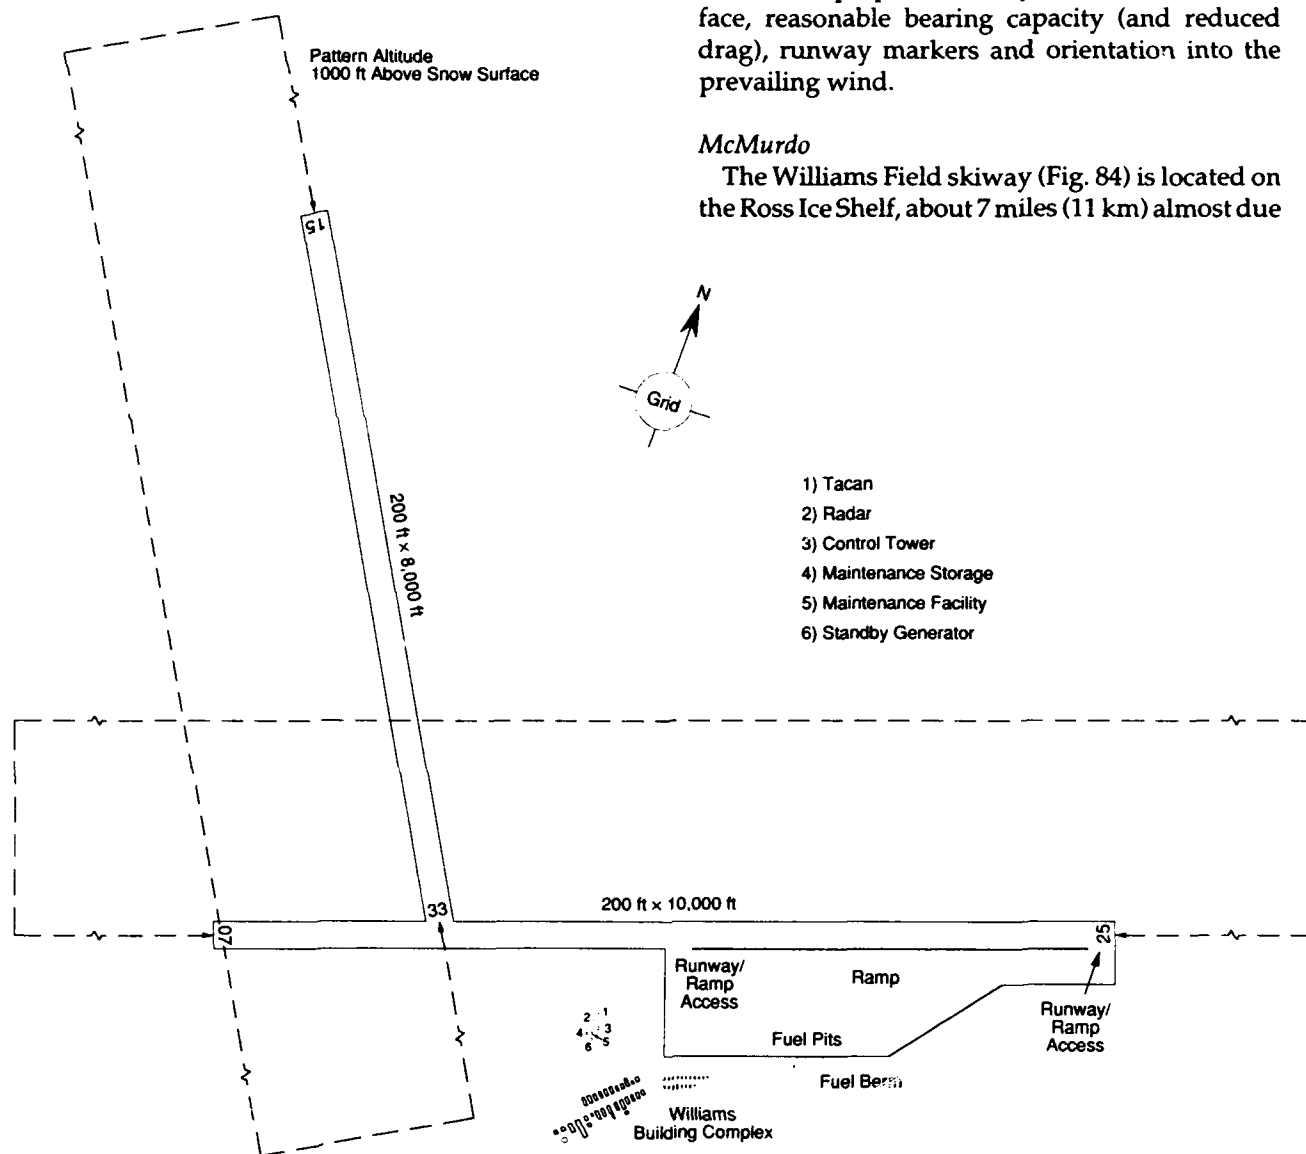 face, reasonable bearing capacity (and reduced
drag), runway markers and orientation into the
prevailing wind.
McMurdo
The Williams Field skiway (Fig. 84) is located on
the Ross Ice Shelf, about 7 miles (11 km) almost due
Pattern Altitude
1000 ft Above Snow Surface
15
N
Grid
200 ft × 8,000 ft
1) Tacan
2) Radar
3) Control Tower
4) Maintenance Storage
5) Maintenance Facility
6) Standby Generator
33
200 ft × 10,000 ft
07
25
Runway/
Ramp
Access
Ramp
Runway/
Ramp
Access
2 1
4 3
6 5
Fuel Pits
Fuel Berm
Williams
Building Complex